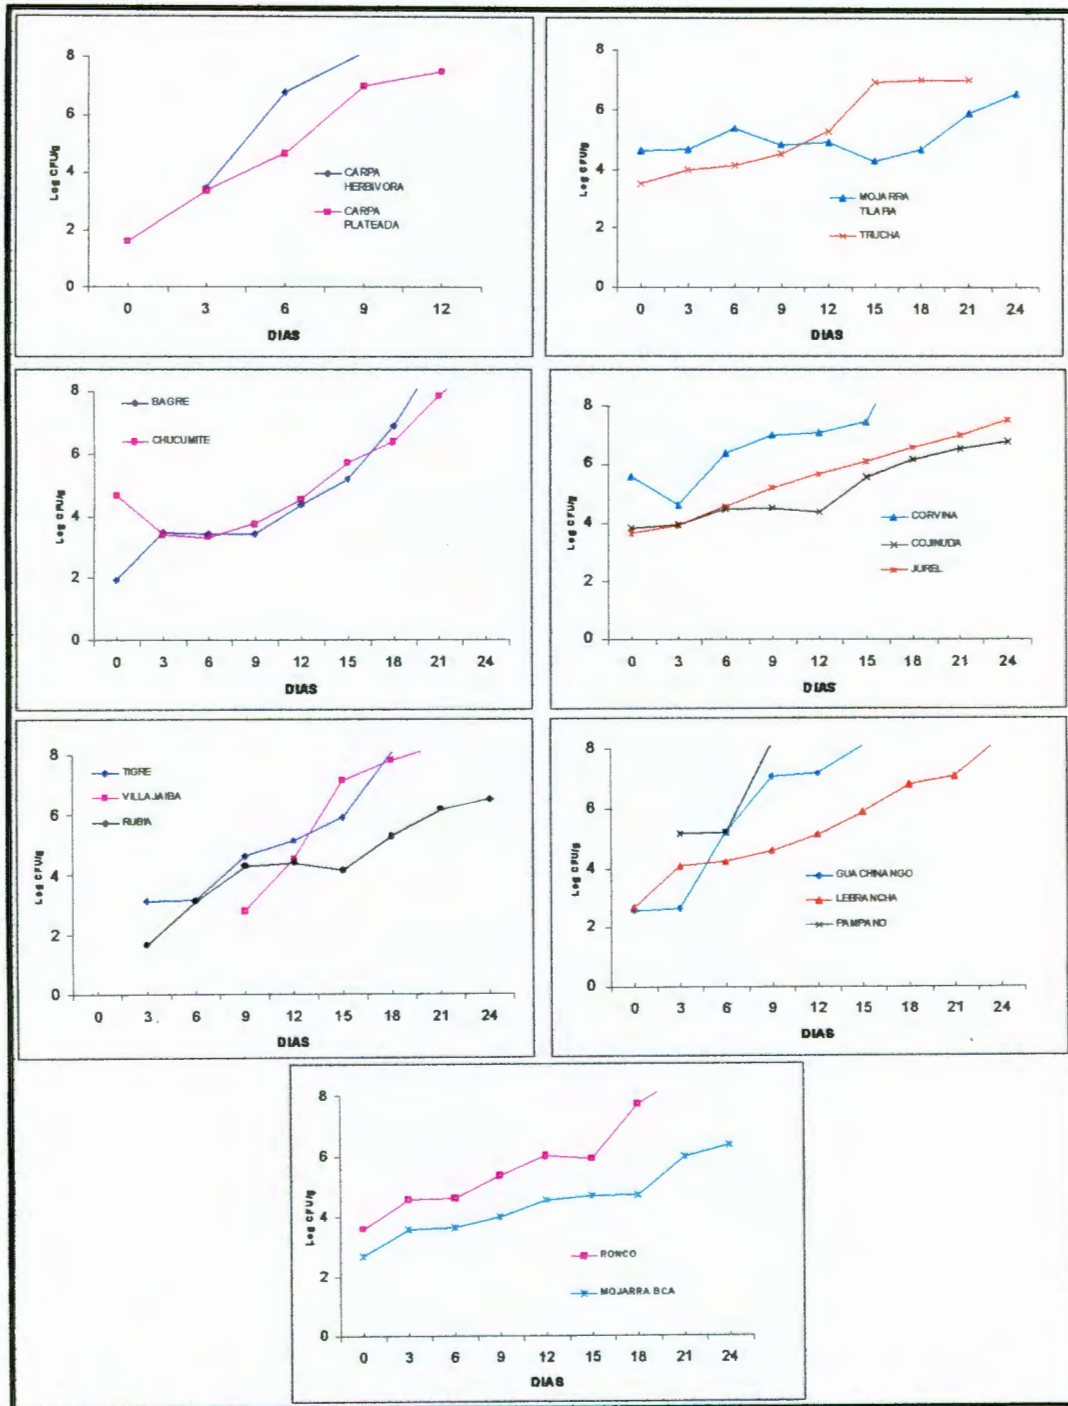 8
6
4
2
0
Log CFU/g
0 3 6 9 12
DIAS
CARPA
HERBIVORA
CARPA
PLATEADA
8
6
4
2
0
Log CFU/g
0 3 6 9 12 15 18 21 24
DIAS
MOJARRA
TILAPIA
TRUCHA
8
6
4
2
0
Log CFU/g
0 3 6 9 12 15 18 21 24
DIAS
BAGRE
CHUCUMITE
8
6
4
2
0
Log CFU/g
0 3 6 9 12 15 18 21 24
DIAS
CORVINA
COJINUDA
JUREL
8
6
4
2
0
Log CFU/g
0 3 6 9 12 15 18 21 24
DIAS
TIGRE
VILLAJAIBA
RUBIA
8
6
4
2
0
Log CFU/g
0 3 6 9 12 15 18 21 24
DIAS
GUACHINANGO
LEBRANCHA
PAMPANO
8
6
4
2
0
Log CFU/g
0 3 6 9 12 15 18 21 24
DIAS
RONCO
MOJARRA BCA